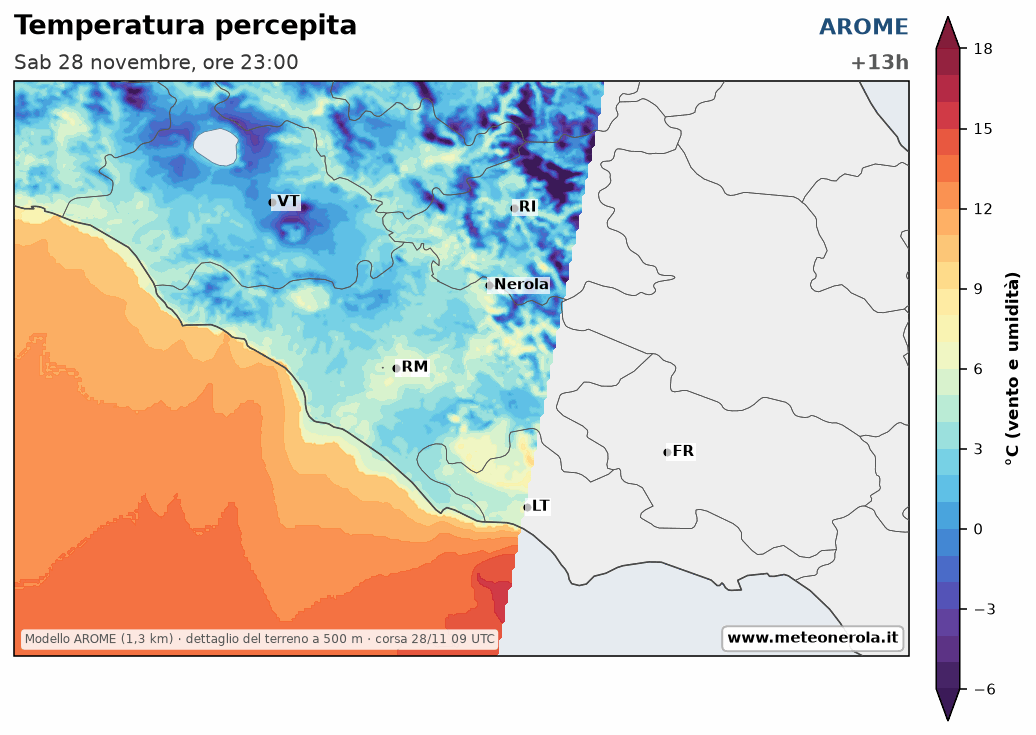 Temperatura percepita
AROME
Sab 28 novembre, ore 23:00
+13h
VT
RI
Nerola
RM
FR
LT
Modello AROME (1,3 km) · dettaglio del terreno a 500 m · corsa 28/11 09 UTC
www.meteonerola.it
18
15
12
9
6
3
0
−3
−6
°C (vento e umidità)